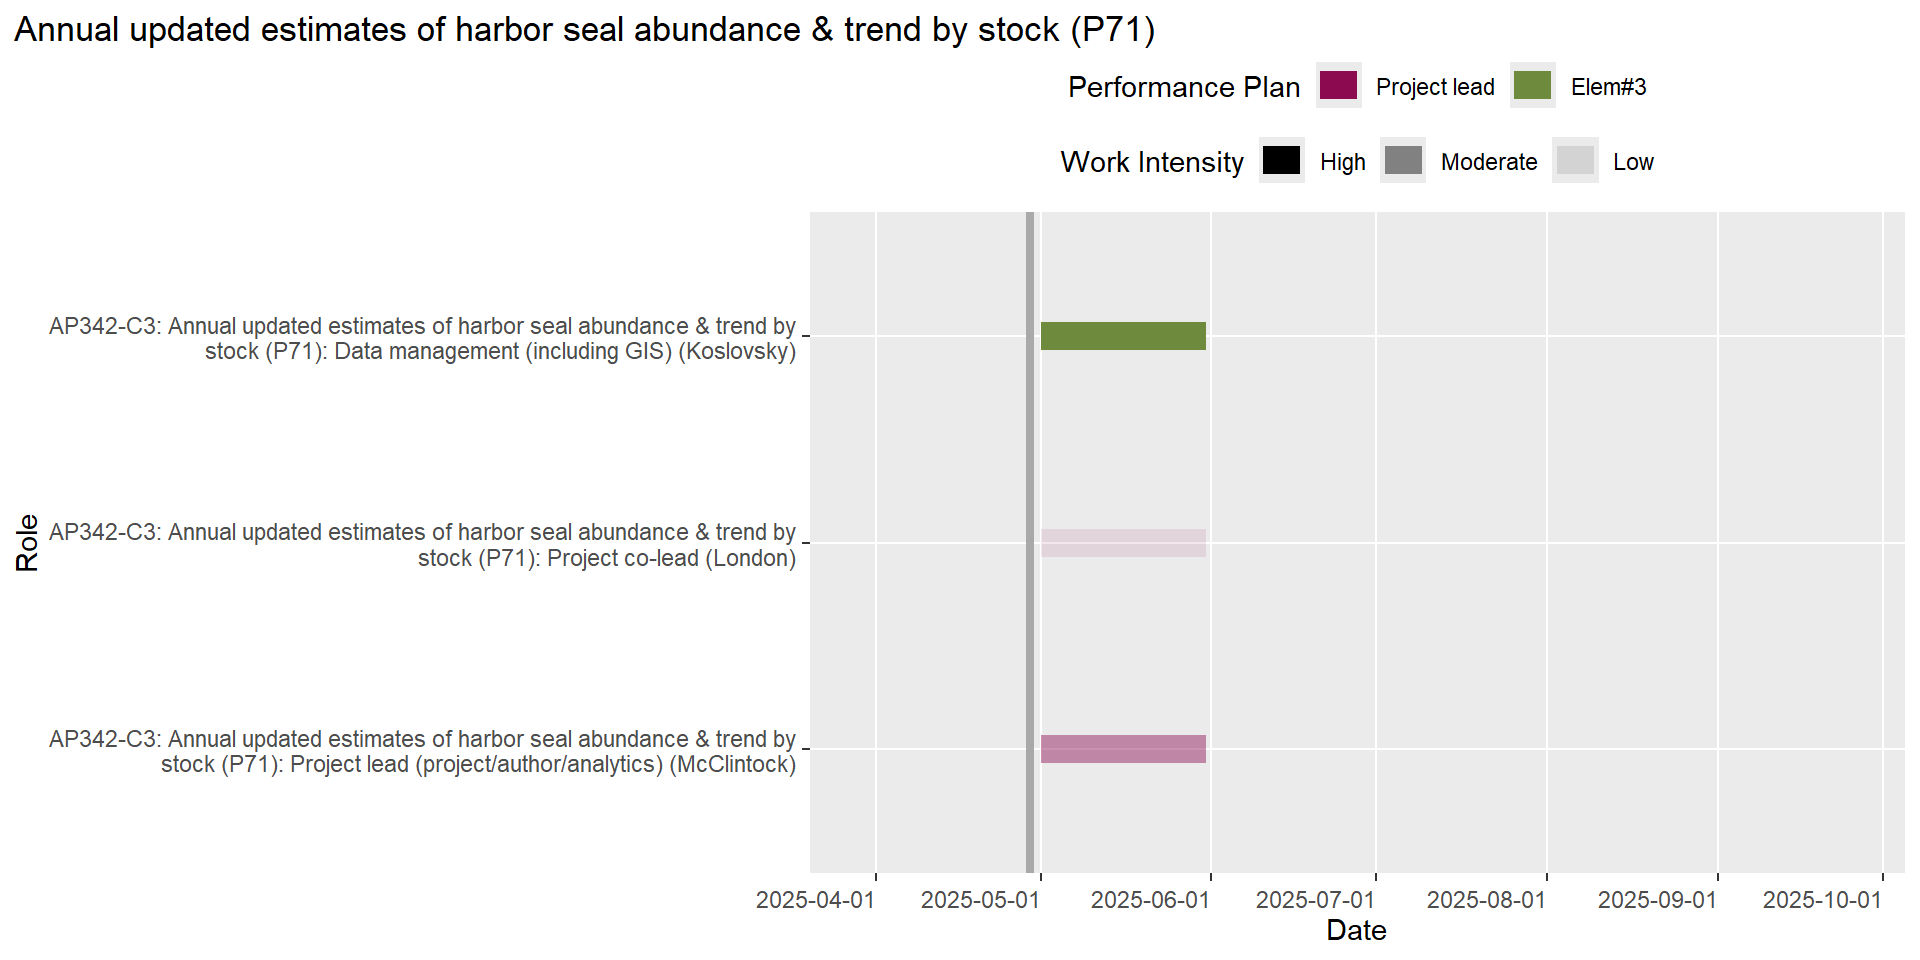 Annual updated estimates of harbor seal abundance & trend by stock (P71)
Performance Plan Project lead Elem#3
Work Intensity High Moderate Low
AP342-C3: Annual updated estimates of harbor seal abundance & trend by
stock (P71): Data management (including GIS) (Koslovsky)
Role
AP342-C3: Annual updated estimates of harbor seal abundance & trend by
stock (P71): Project co-lead (London)
AP342-C3: Annual updated estimates of harbor seal abundance & trend by
stock (P71): Project lead (project/author/analytics) (McClintock)
2025-04-01 2025-05-01 2025-06-01 2025-07-01 2025-08-01 2025-09-01 2025-10-01
Date